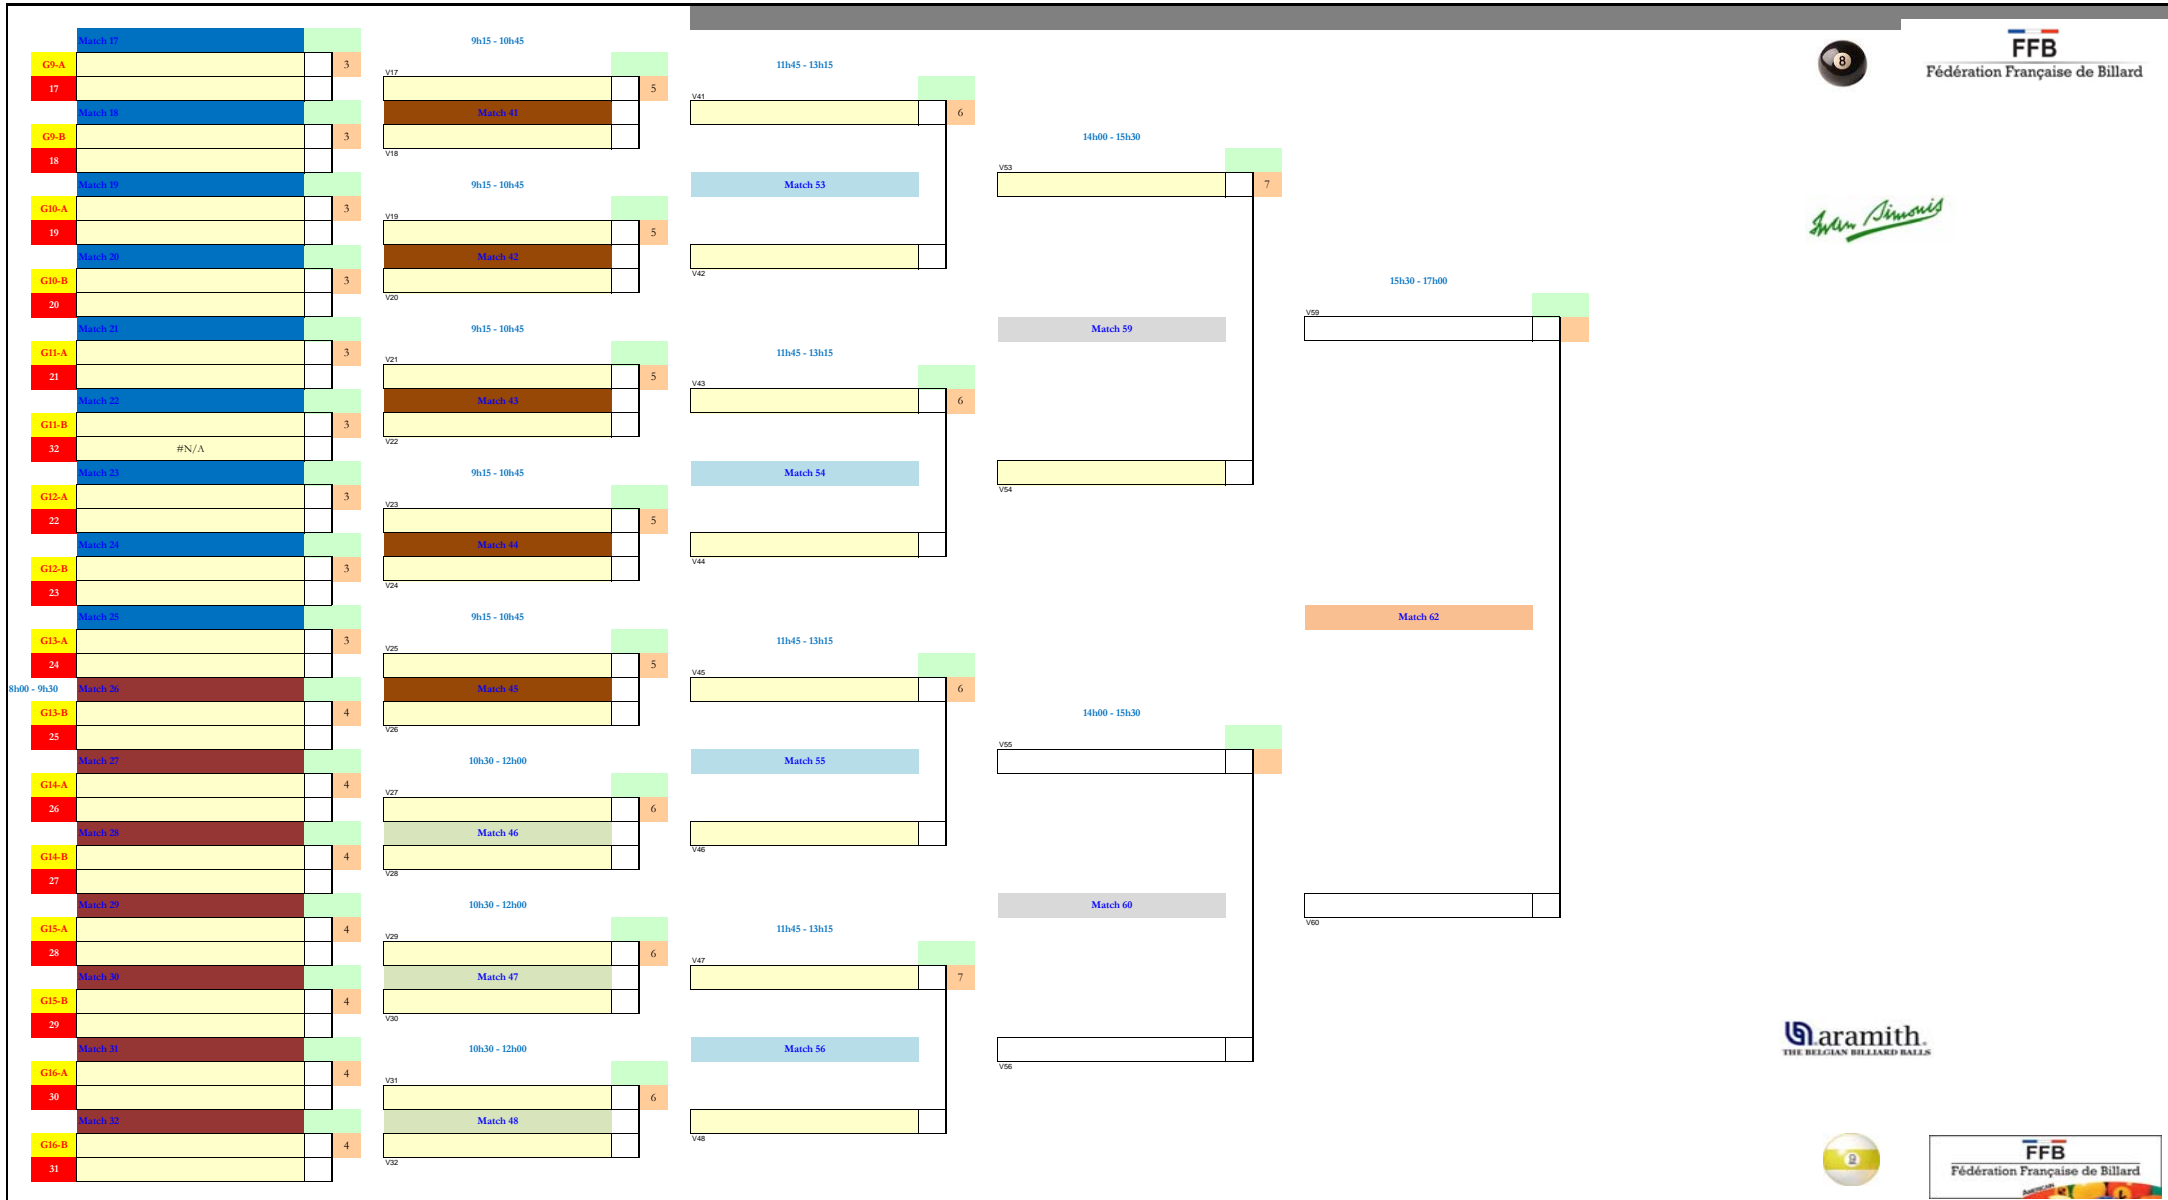 Match 17
G9-A 3
17
Match 18
G9-B 3
18
Match 19
G10-A 3
19
Match 20
G10-B 3
20
Match 21
G11-A 3
21
Match 22
G11-B 3
32 #N/A
Match 23
G12-A 3
22
Match 24
G12-B 3
23
Match 25
G13-A 3
24
8h00 - 9h30 Match 26
G13-B 4
25
Match 27
G14-A 4
26
Match 28
G14-B 4
27
Match 29
G15-A 4
28
Match 30
G15-B 4
29
Match 31
G16-A 4
30
Match 32
G16-B 4
31
9h15 - 10h45
V17
5
Match 41
V18
9h15 - 10h45
V19
5
Match 42
V20
9h15 - 10h45
V21
5
Match 43
V22
9h15 - 10h45
V23
5
Match 44
V24
9h15 - 10h45
V25
5
Match 45
V26
10h30 - 12h00
V27
6
Match 46
V28
10h30 - 12h00
V29
6
Match 47
V30
10h30 - 12h00
V31
6
Match 48
V32
11h45 - 13h15
V41
6
Match 53
V42
11h45 - 13h15
V43
6
Match 54
V44
11h45 - 13h15
V45
6
Match 55
V46
11h45 - 13h15
V47
7
Match 56
V48
14h00 - 15h30
V53
7
Match 59
V54
14h00 - 15h30
V55
Match 60
V56
15h30 - 17h00
V59
Match 62
V60
8
FFB
Fédération Française de Billard
Iwan Simonis
aramith.
THE BELGIAN BILLIARD BALLS
9
FFB
Fédération Française de Billard
AMERICAN